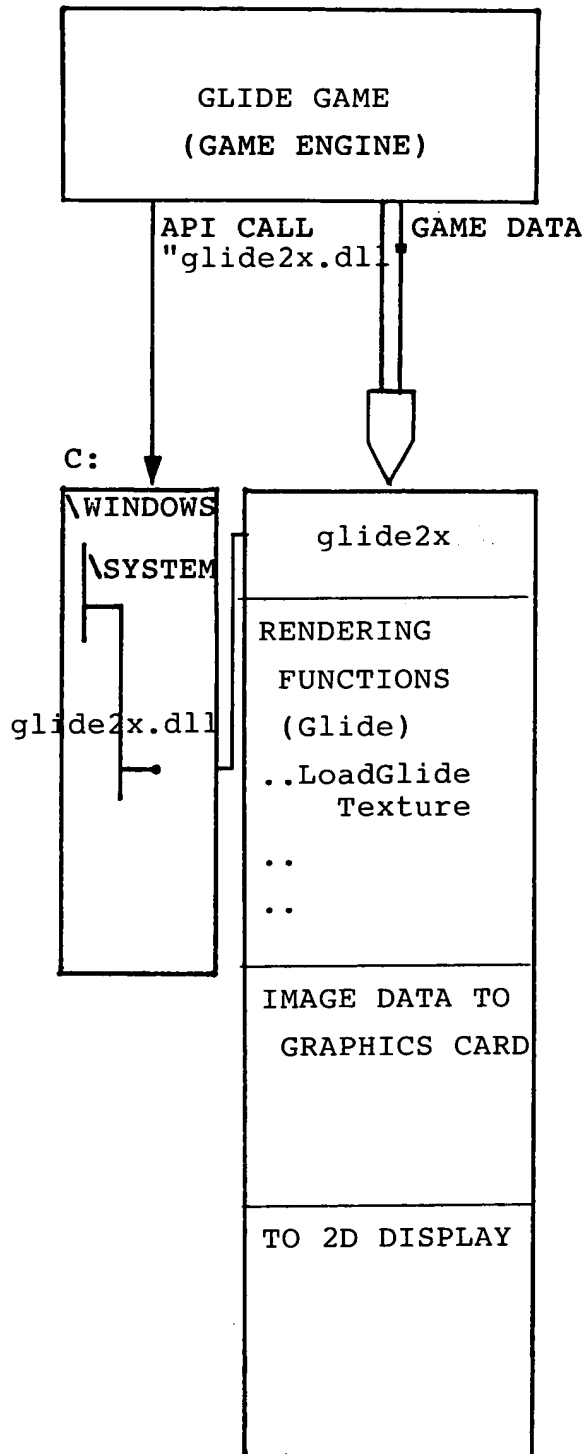 GLIDE GAME
(GAME ENGINE)
API CALL
"glide2x.dll"
GAME DATA
C:
\WINDOWS
\SYSTEM
glide2x.dll
glide2x
RENDERING
FUNCTIONS
(Glide)
..LoadGlide
Texture
..
..
IMAGE DATA TO
GRAPHICS CARD
TO 2D DISPLAY